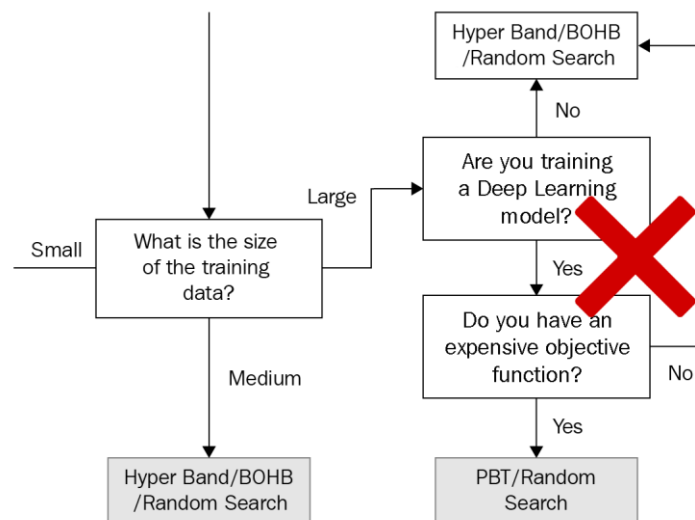 Hyper Band/BOHB
/Random Search
No
Are you training
a Deep Learning
model?
Large
Small
What is the size
of the training
data?
Yes
Do you have an
expensive objective
function?
No
Medium
Yes
Hyper Band/BOHB
/Random Search
PBT/Random
Search